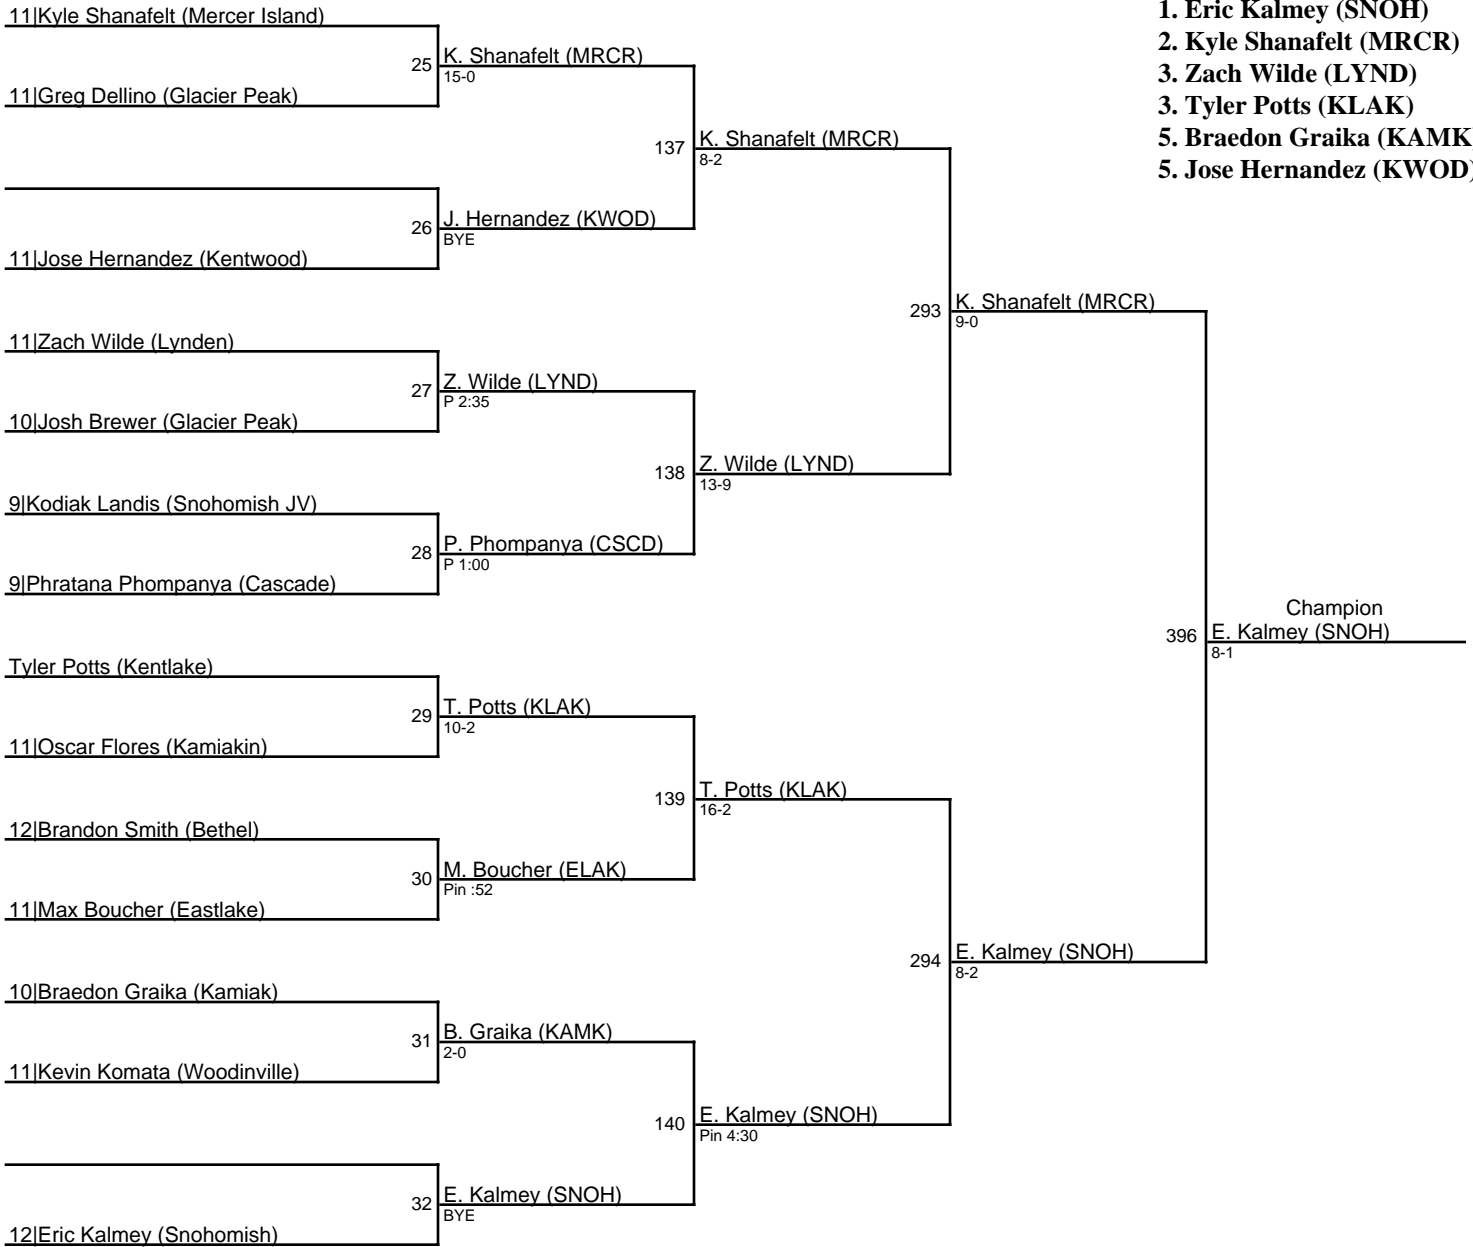 11|Kyle Shanafelt (Mercer Island)
25
K. Shanafelt (MRCR)
15-0
11|Greg Dellino (Glacier Peak)
137
K. Shanafelt (MRCR)
8-2
26
J. Hernandez (KWOD)
BYE
11|Jose Hernandez (Kentwood)
293
K. Shanafelt (MRCR)
9-0
11|Zach Wilde (Lynden)
27
Z. Wilde (LYND)
P 2:35
10|Josh Brewer (Glacier Peak)
138
Z. Wilde (LYND)
13-9
9|Kodiak Landis (Snohomish JV)
28
P. Phompanya (CSCD)
P 1:00
9|Phratana Phompanya (Cascade)
Champion
396
E. Kalmey (SNOH)
8-1
Tyler Potts (Kentlake)
29
T. Potts (KLAK)
10-2
11|Oscar Flores (Kamiakin)
139
T. Potts (KLAK)
16-2
12|Brandon Smith (Bethel)
30
M. Boucher (ELAK)
Pin :52
11|Max Boucher (Eastlake)
294
E. Kalmey (SNOH)
8-2
10|Braedon Graika (Kamiak)
31
B. Graika (KAMK)
2-0
11|Kevin Komata (Woodinville)
140
E. Kalmey (SNOH)
Pin 4:30
32
E. Kalmey (SNOH)
BYE
12|Eric Kalmey (Snohomish)
1. Eric Kalmey (SNOH)
2. Kyle Shanafelt (MRCR)
3. Zach Wilde (LYND)
3. Tyler Potts (KLAK)
5. Braedon Graika (KAMK)
5. Jose Hernandez (KWOD)